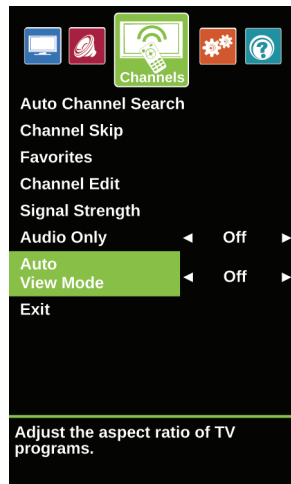 Channels
Auto Channel Search
Channel Skip
Favorites
Channel Edit
Signal Strength
Audio Only ◄ Off ►
Auto
View Mode ◄ Off ►
Exit
Adjust the aspect ratio of TV
programs.